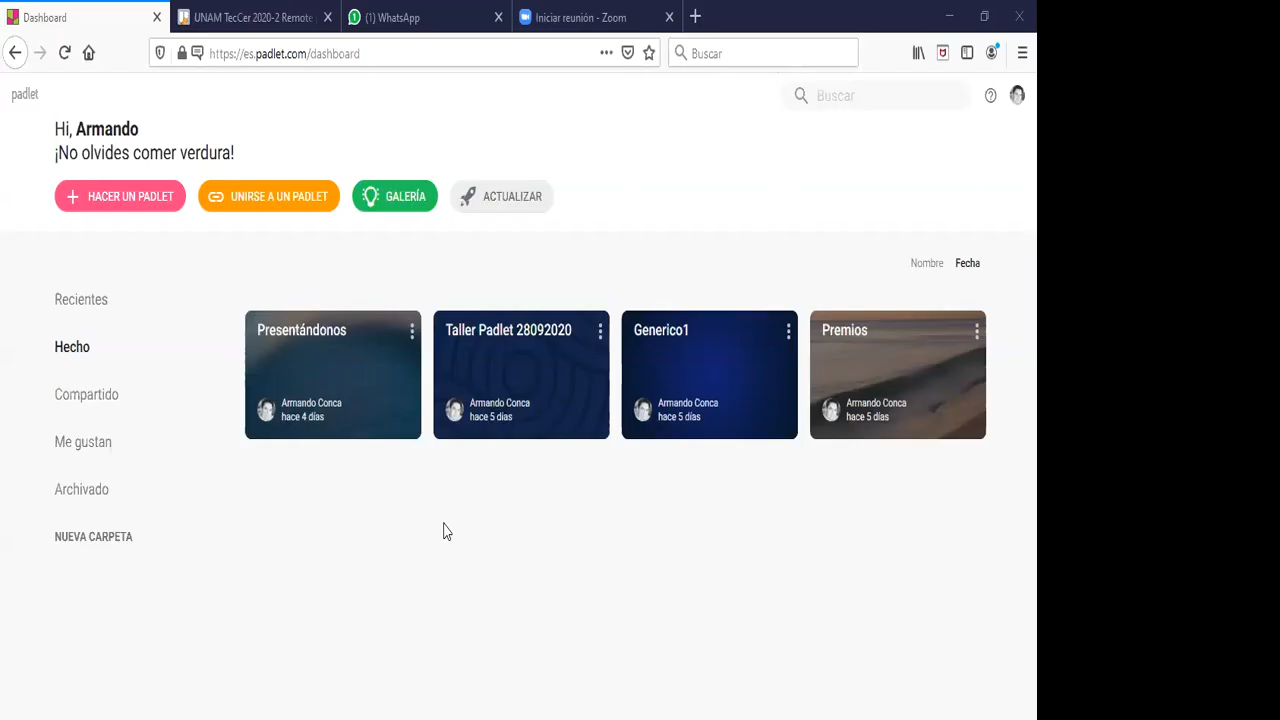 Dashboard
UNAM TecCer 2020-2 Remote
(1) WhatsApp
Iniciar reunión - Zoom
https://es.padlet.com/dashboard
Buscar
padlet
Buscar
Hi, Armando
¡No olvides comer verdura!
HACER UN PADLET
UNIRSE A UN PADLET
GALERÍA
ACTUALIZAR
Nombre Fecha
Recientes
Hecho
Compartido
Me gustan
Archivado
NUEVA CARPETA
Presentándonos
Armando Conca
hace 4 días
Taller Padlet 28092020
Armando Conca
hace 5 días
Generico1
Armando Conca
hace 5 días
Premios
Armando Conca
hace 5 días